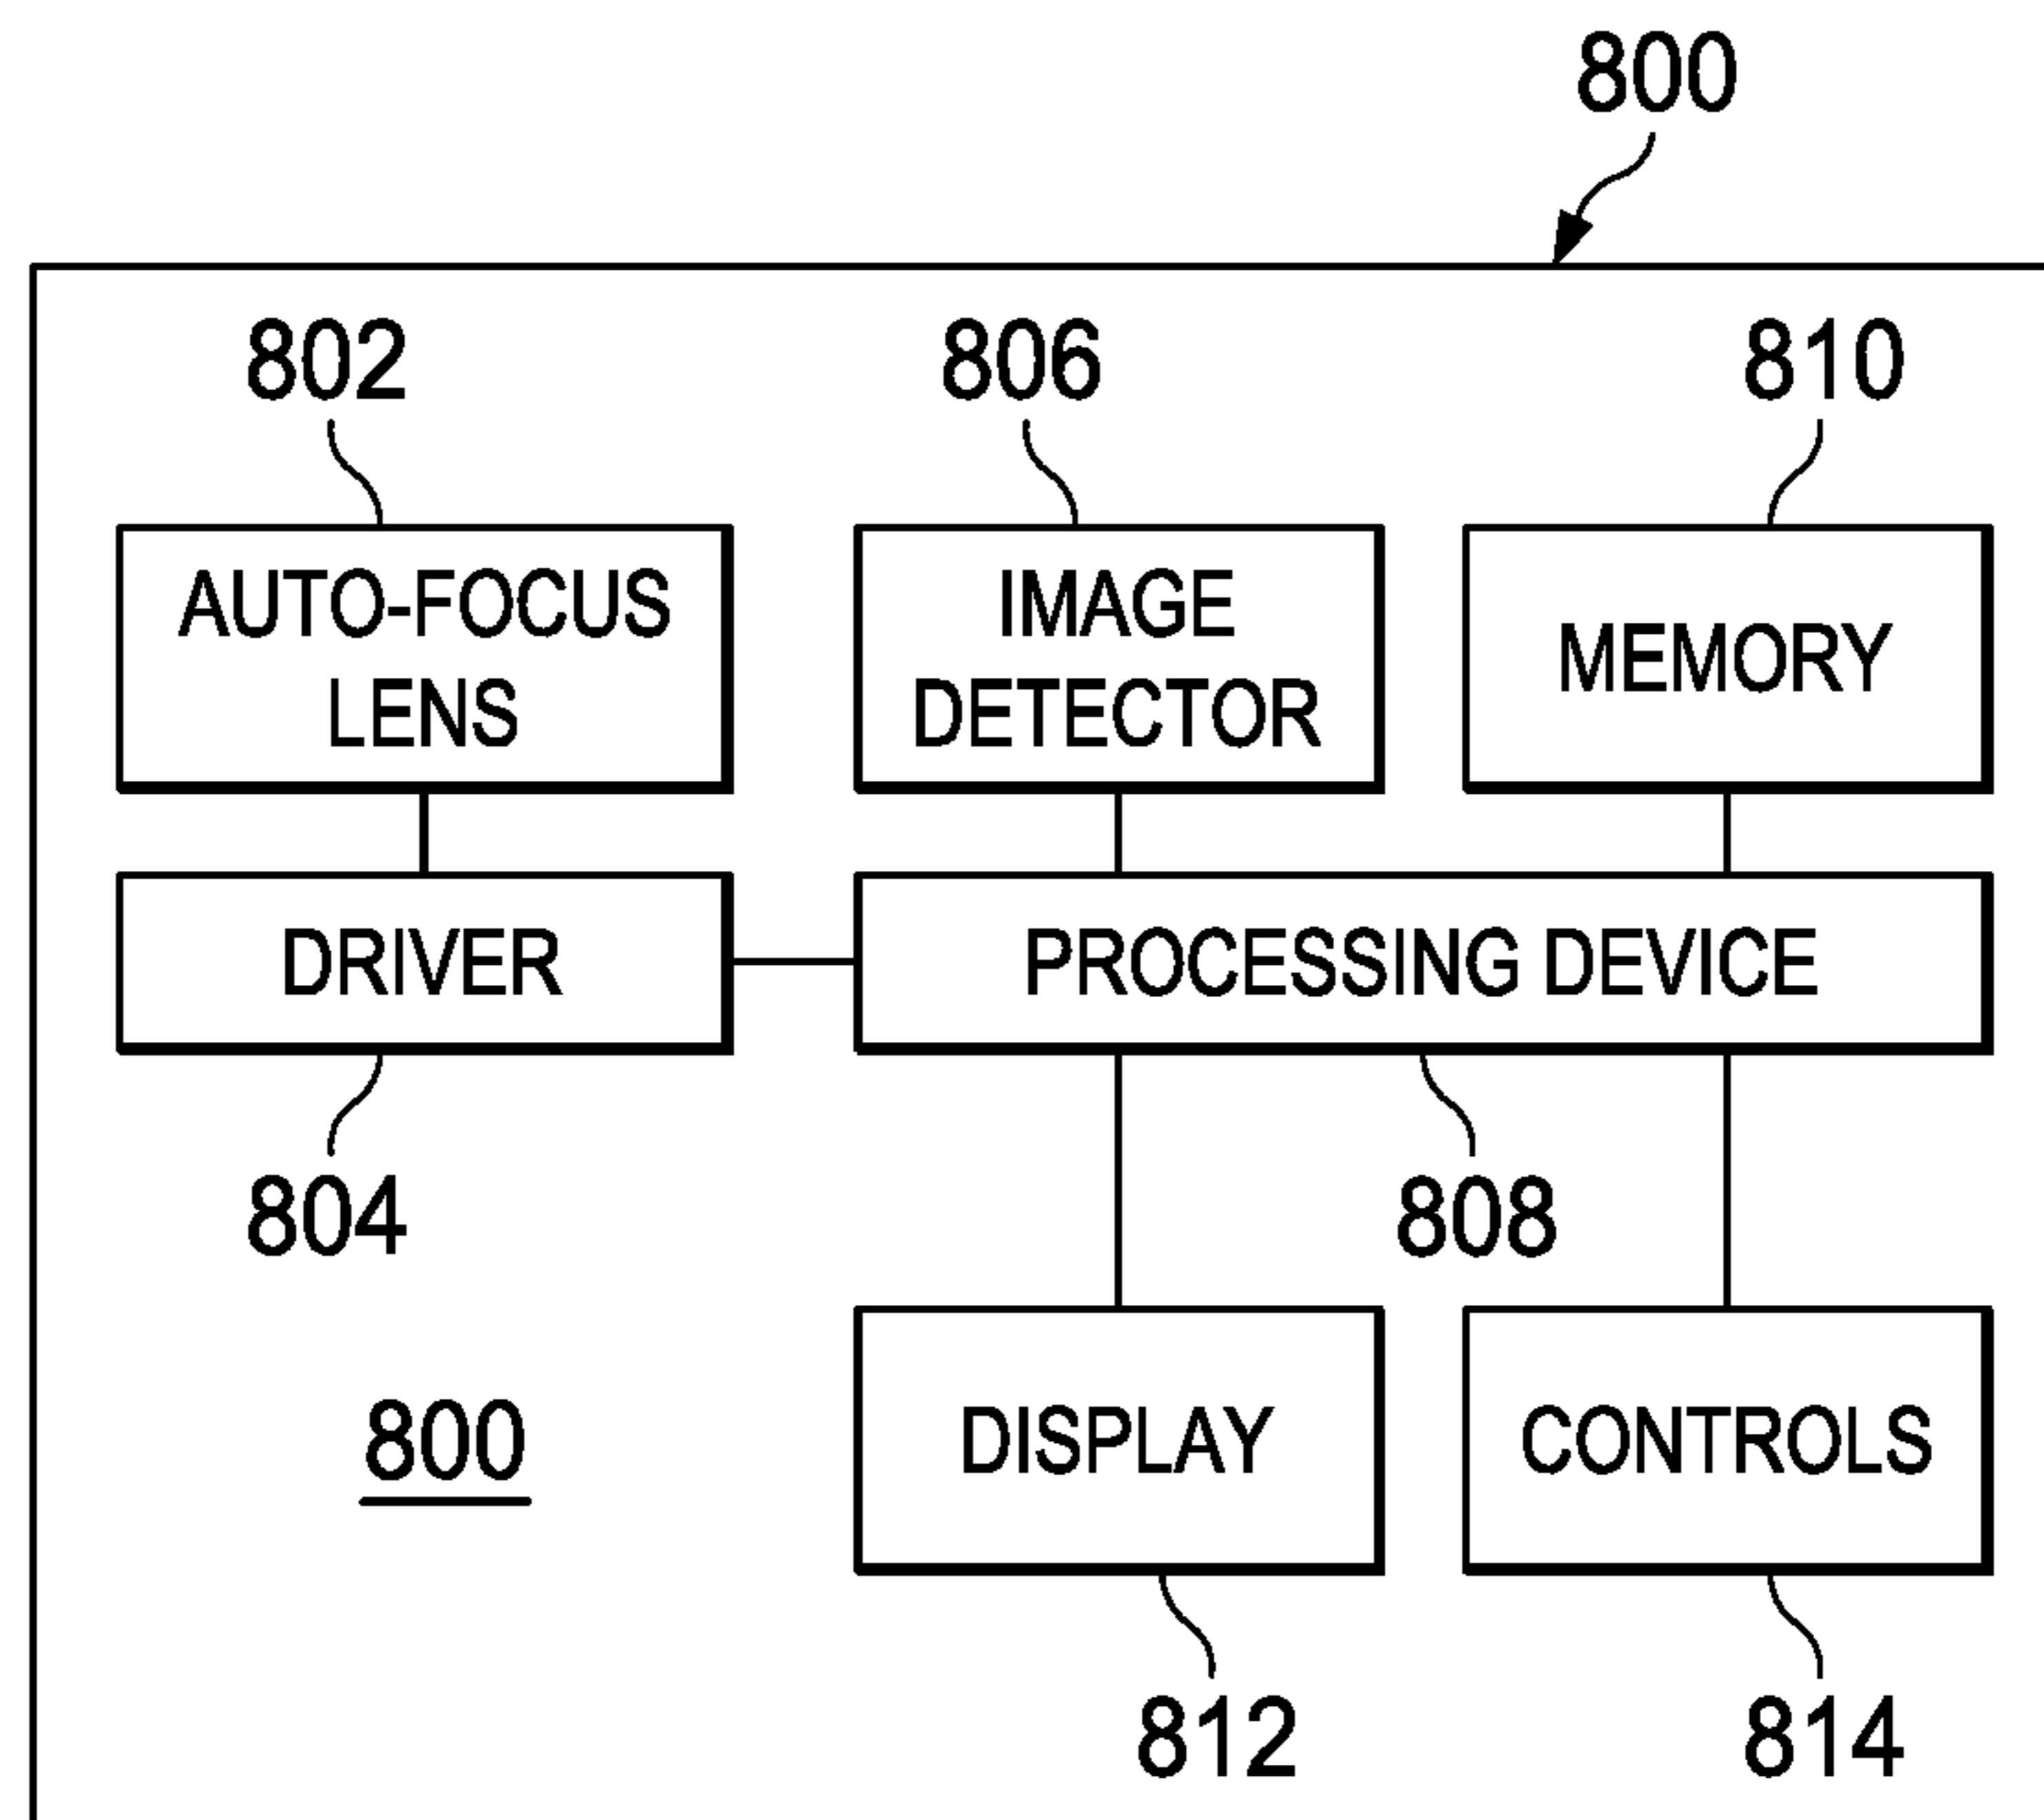 800
802
806
810
AUTO-FOCUS
LENS
IMAGE
DETECTOR
MEMORY
DRIVER
PROCESSING DEVICE
804
808
800
DISPLAY
CONTROLS
812
814